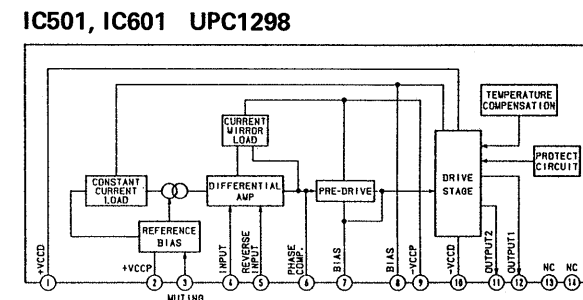 IC501, IC601 UPC1298
TEMPERATURE
COMPENSATION
CURRENT
MIRROR
LOAD
PROTECT
CIRCUIT
CONSTANT
CURRENT
LOAD
DIFFERENTIAL
AMP
PRE-DRIVE
DRIVE
STAGE
REFERENCE
BIAS
+VCCD
+VCCP
MUTING
INPUT
REVERSE
INPUT
PHASE
COMP.
BIAS
BIAS
-VCCP
-VCCD
OUTPUT2
OUTPUT1
NC
NC
1 2 3 4 5 6 7 8 9 10 11 12 13 14